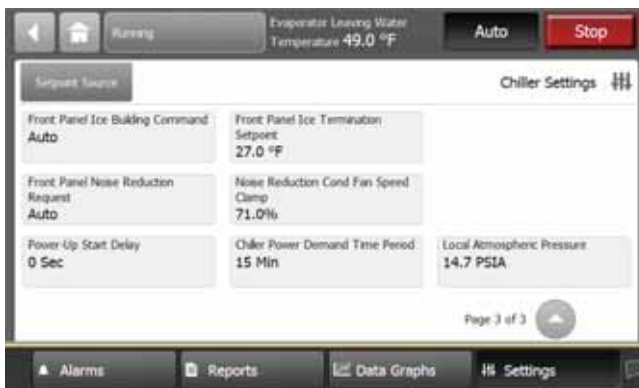 Running
Evaporator Leaving Water
Temperature 49.0 °F
Auto
Stop
Setpoint Source
Chiller Settings
Front Panel Ice Building Command
Auto
Front Panel Ice Termination
Setpoint
27.0 °F
Front Panel Noise Reduction
Request
Auto
Noise Reduction Cond Fan Speed
Clamp
71.0%
Power-Up Start Delay
0 Sec
Chiller Power Demand Time Period
15 Min
Local Atmospheric Pressure
14.7 PSIA
Page 3 of 3
Alarms
Reports
Data Graphs
Settings